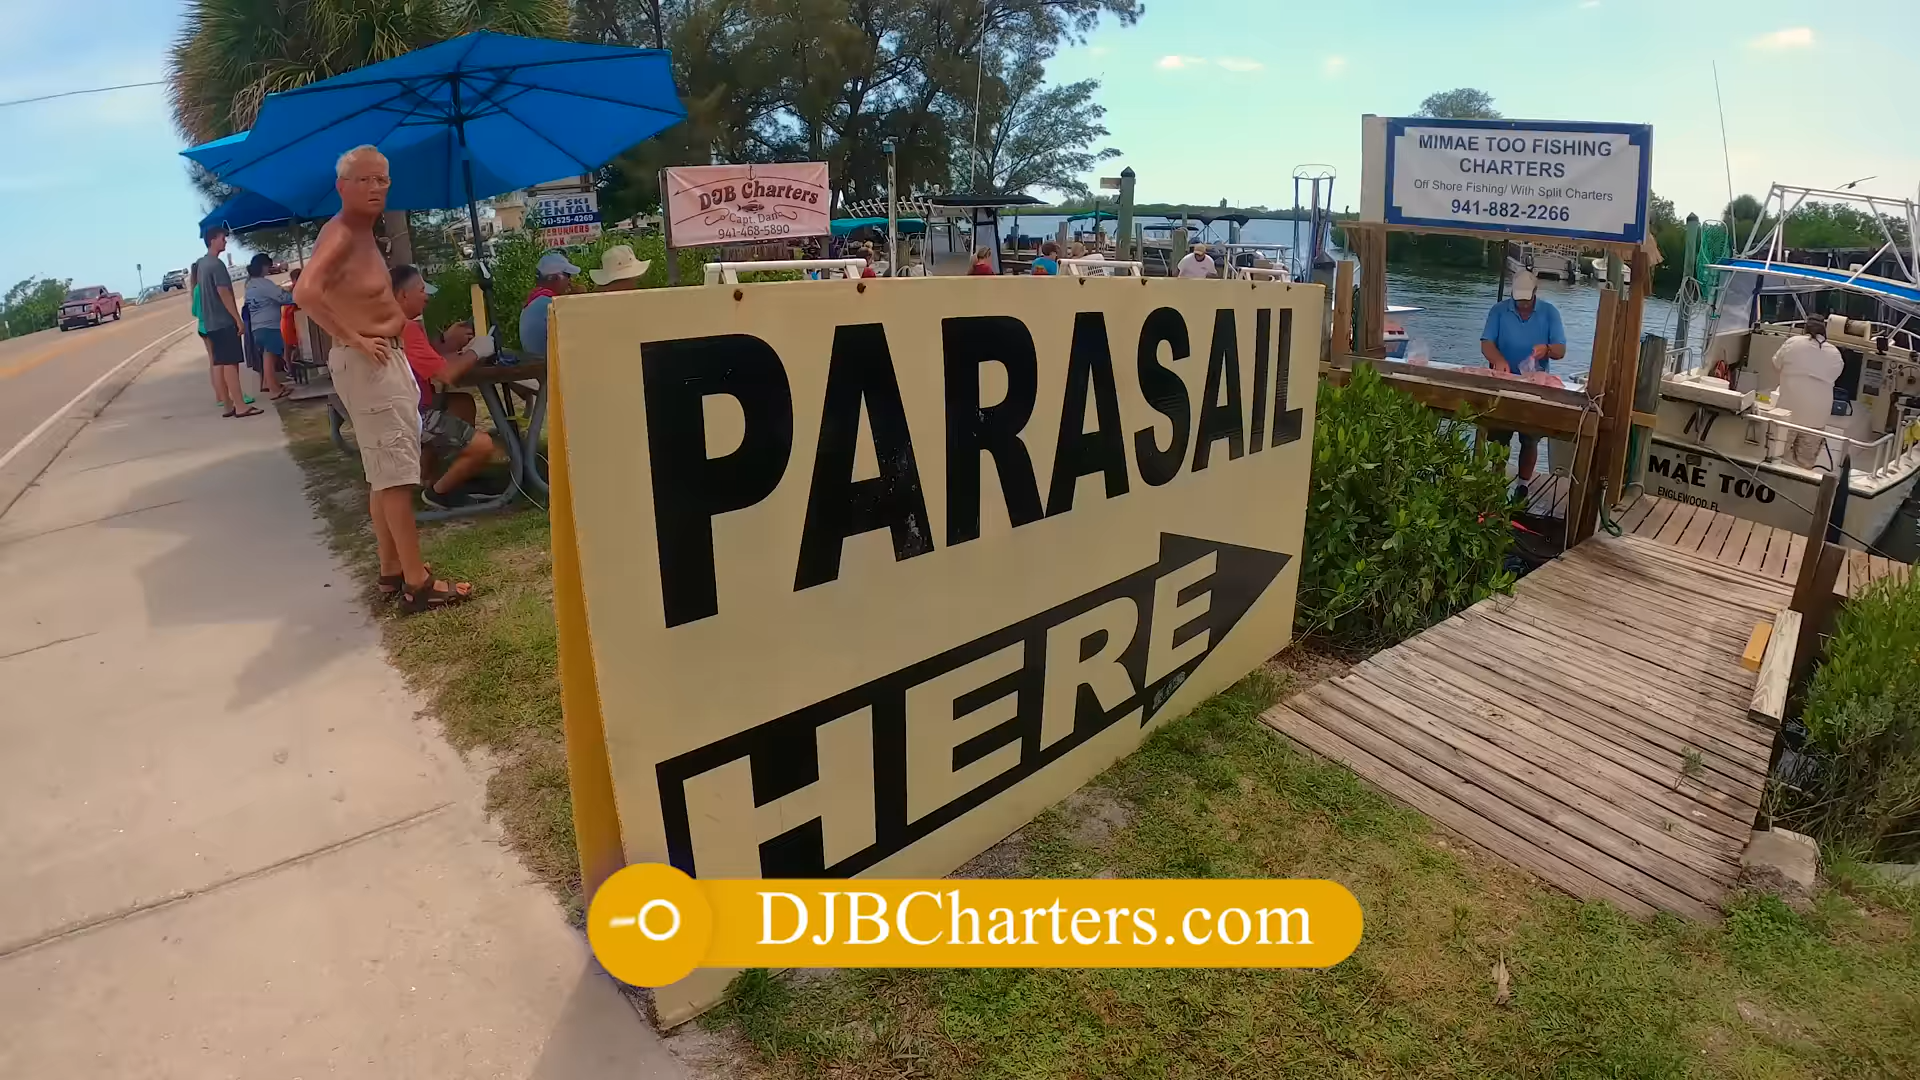 DJB Charters
Capt. Dan
941-468-5890
JET SKI
RENTAL
MIMAE TOO FISHING
CHARTERS
Off Shore Fishing/ With Split Charters
941-882-2266
PARASAIL
HERE
MAE TOO
ENGLEWOOD, FL
DJBCharters.com